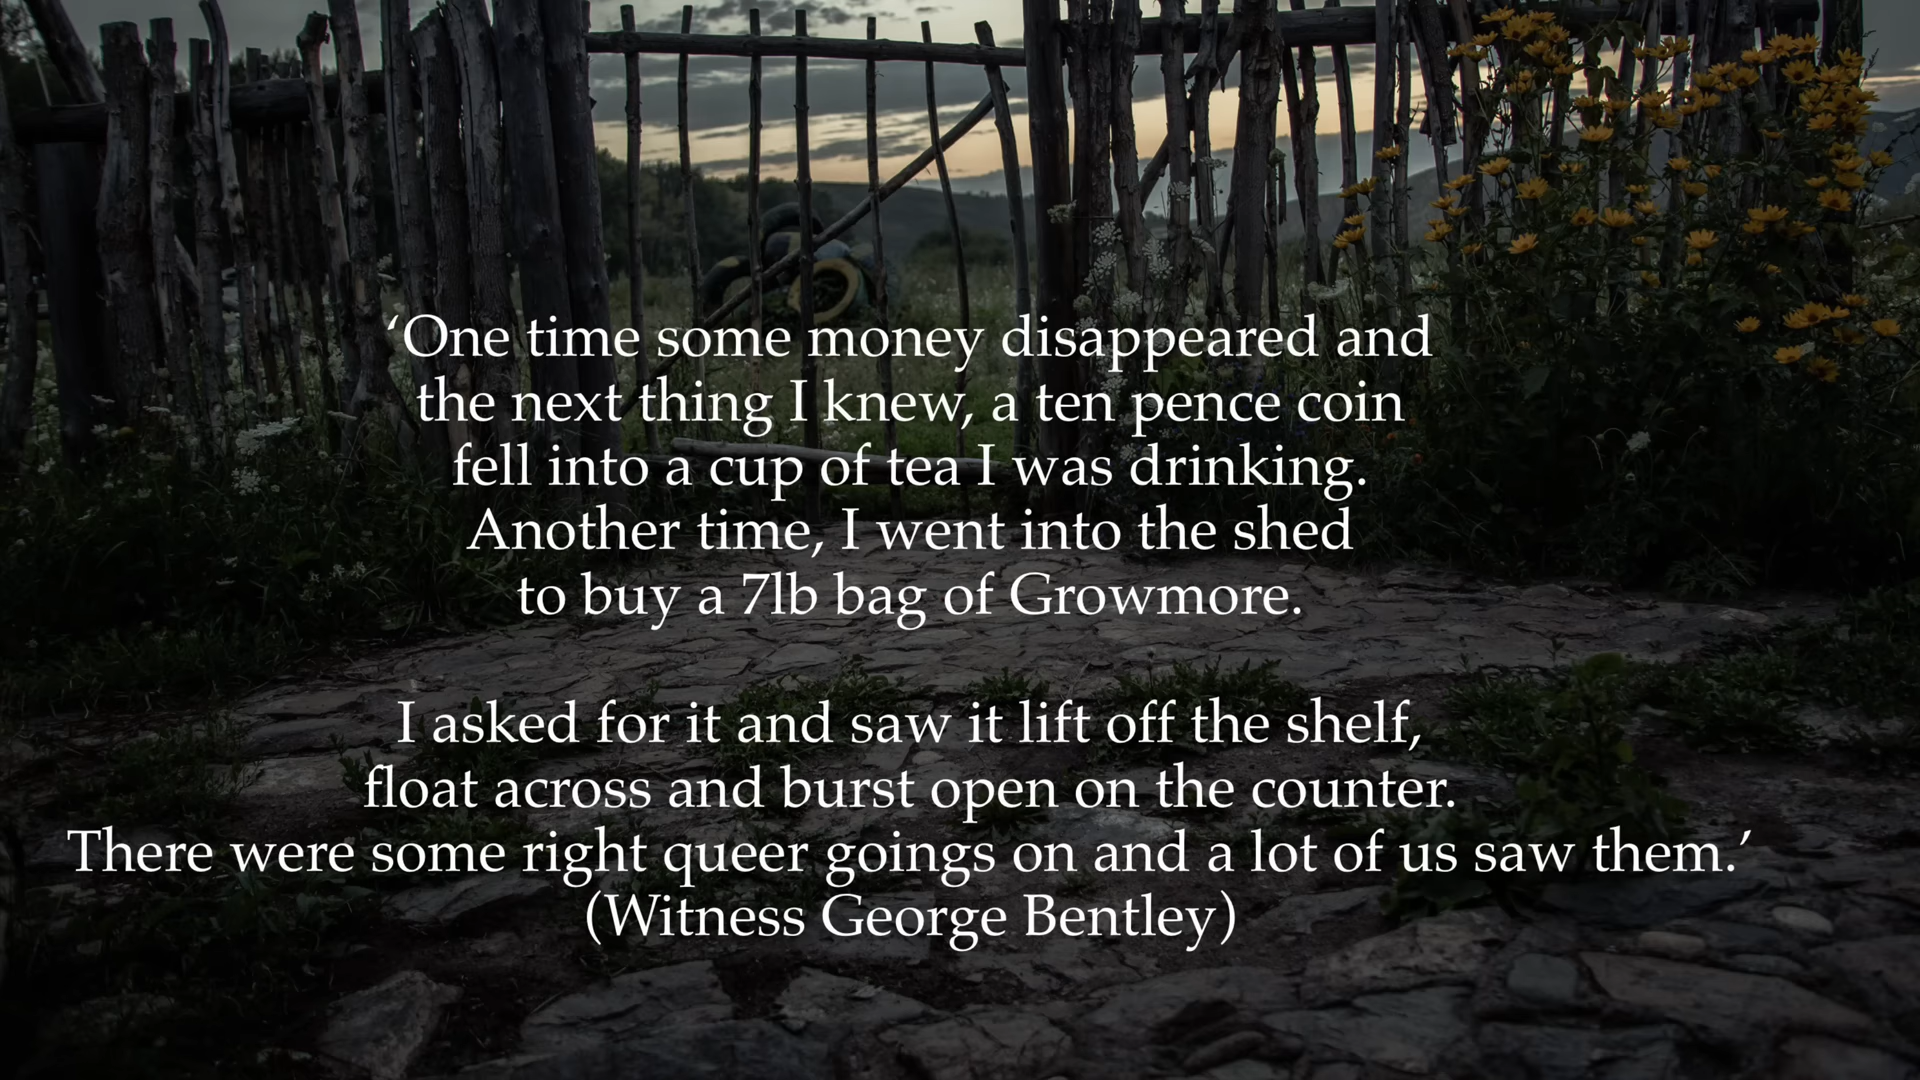 ‘One time some money disappeared and
the next thing I knew, a ten pence coin
fell into a cup of tea I was drinking.
Another time, I went into the shed
to buy a 7lb bag of Growmore.
I asked for it and saw it lift off the shelf,
float across and burst open on the counter.
There were some right queer goings on and a lot of us saw them.’
(Witness George Bentley)